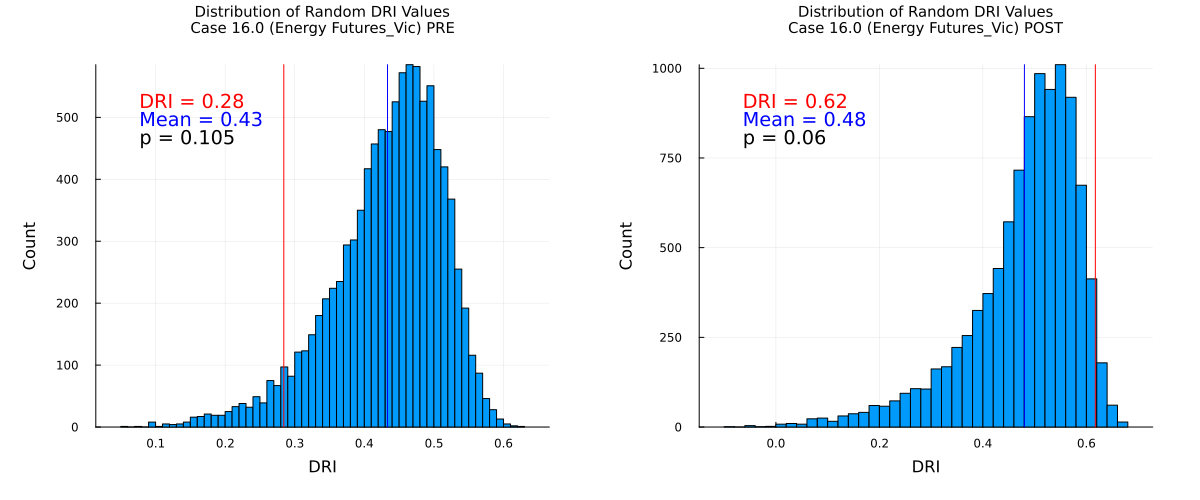 Distribution of Random DRI Values
Case 16.0 (Energy Futures_Vic) PRE
DRI = 0.28
Mean = 0.43
p = 0.105
Count
500
400
300
200
100
0
0.1
0.2
0.3
0.4
0.5
0.6
DRI
Distribution of Random DRI Values
Case 16.0 (Energy Futures_Vic) POST
DRI = 0.62
Mean = 0.48
p = 0.06
Count
1000
750
500
250
0
0.0
0.2
0.4
0.6
DRI